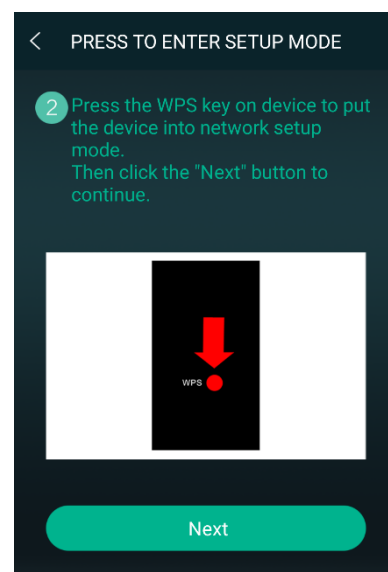 PRESS TO ENTER SETUP MODE
2 Press the WPS key on device to put
the device into network setup
mode.
Then click the "Next" button to
continue.
WPS
Next